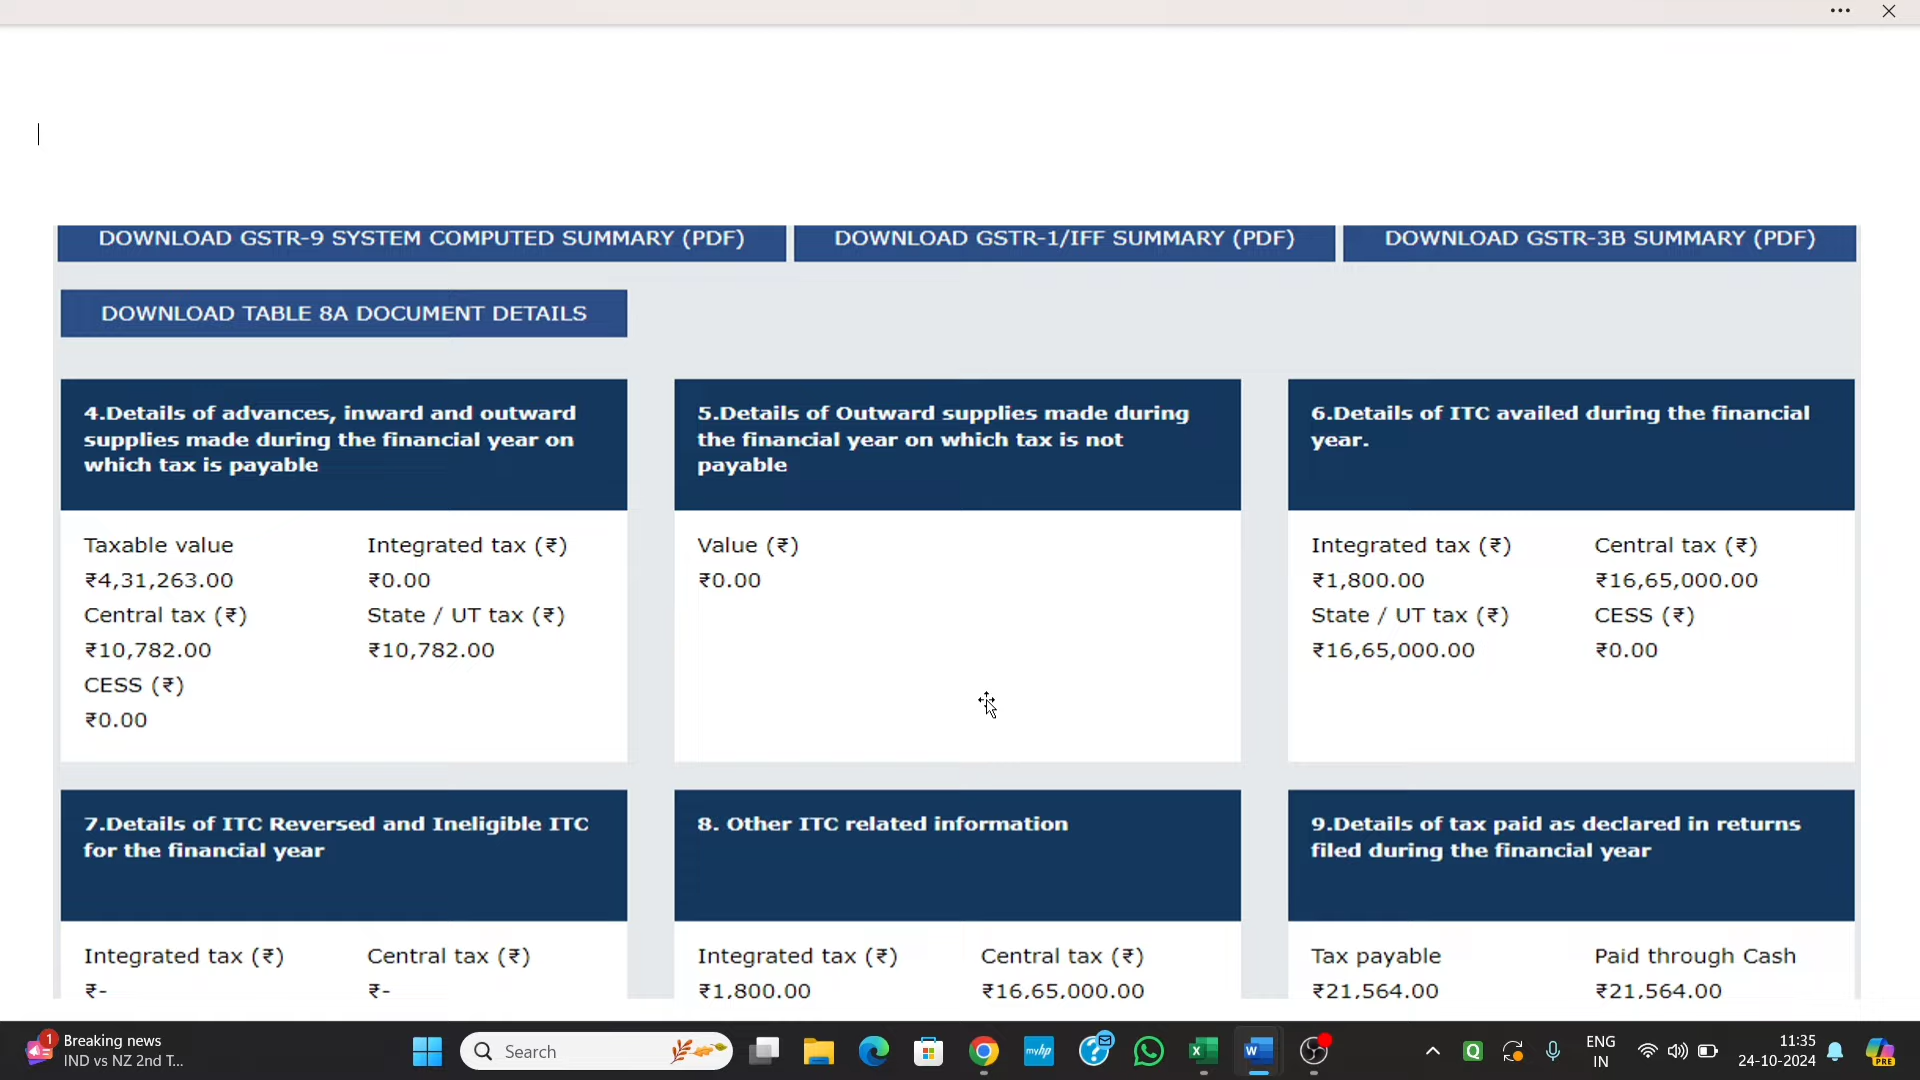 DOWNLOAD GSTR-9 SYSTEM COMPUTED SUMMARY (PDF)
DOWNLOAD GSTR-1/IFF SUMMARY (PDF)
DOWNLOAD GSTR-3B SUMMARY (PDF)
DOWNLOAD TABLE 8A DOCUMENT DETAILS
4.Details of advances, inward and outward
supplies made during the financial year on
which tax is payable
Taxable value
Integrated tax (₹)
₹4,31,263.00
₹0.00
Central tax (₹)
State / UT tax (₹)
₹10,782.00
₹10,782.00
CESS (₹)
₹0.00
5.Details of Outward supplies made during
the financial year on which tax is not
payable
Value (₹)
₹0.00
6.Details of ITC availed during the financial
year.
Integrated tax (₹)
Central tax (₹)
₹1,800.00
₹16,65,000.00
State / UT tax (₹)
CESS (₹)
₹16,65,000.00
₹0.00
7.Details of ITC Reversed and Ineligible ITC
for the financial year
Integrated tax (₹)
Central tax (₹)
₹-
₹-
8. Other ITC related information
Integrated tax (₹)
Central tax (₹)
₹1,800.00
₹16,65,000.00
9.Details of tax paid as declared in returns
filed during the financial year
Tax payable
Paid through Cash
₹21,564.00
₹21,564.00
1
Breaking news
IND vs NZ 2nd T...
Search
myhp
ENG
IN
11:35
24-10-2024
PRE